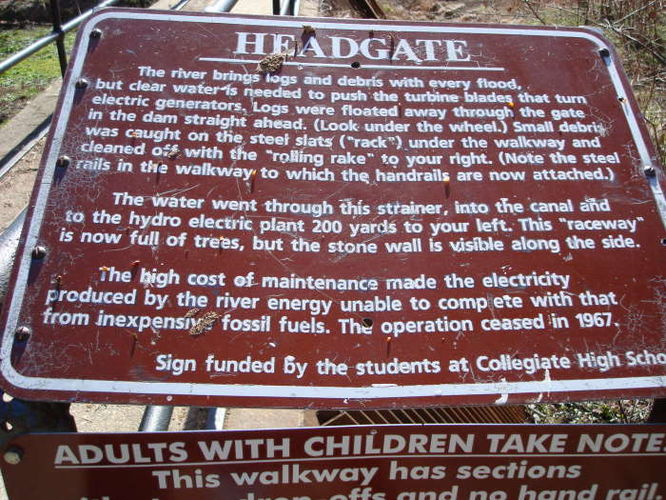 HEADGATE
The river brings logs and debris with every flood,
but clear water is needed to push the turbine blades that turn
electric generators. Logs were floated away through the gate
in the dam straight ahead. (Look under the wheel.) Small debris
was caught on the steel slats ("rack") under the walkway and
cleaned off with the "rolling rake" to your right. (Note the steel
rails in the walkway to which the handrails are now attached.)
The water went through this strainer, into the canal and
to the hydro electric plant 200 yards to your left. This "raceway"
is now full of trees, but the stone wall is visible along the side.
The high cost of maintenance made the electricity
produced by the river energy unable to compete with that
from inexpensive fossil fuels. The operation ceased in 1967.
Sign funded by the students at Collegiate High Scho
ADULTS WITH CHILDREN TAKE NOTE
This walkway has sections
drop offs and no hand rail